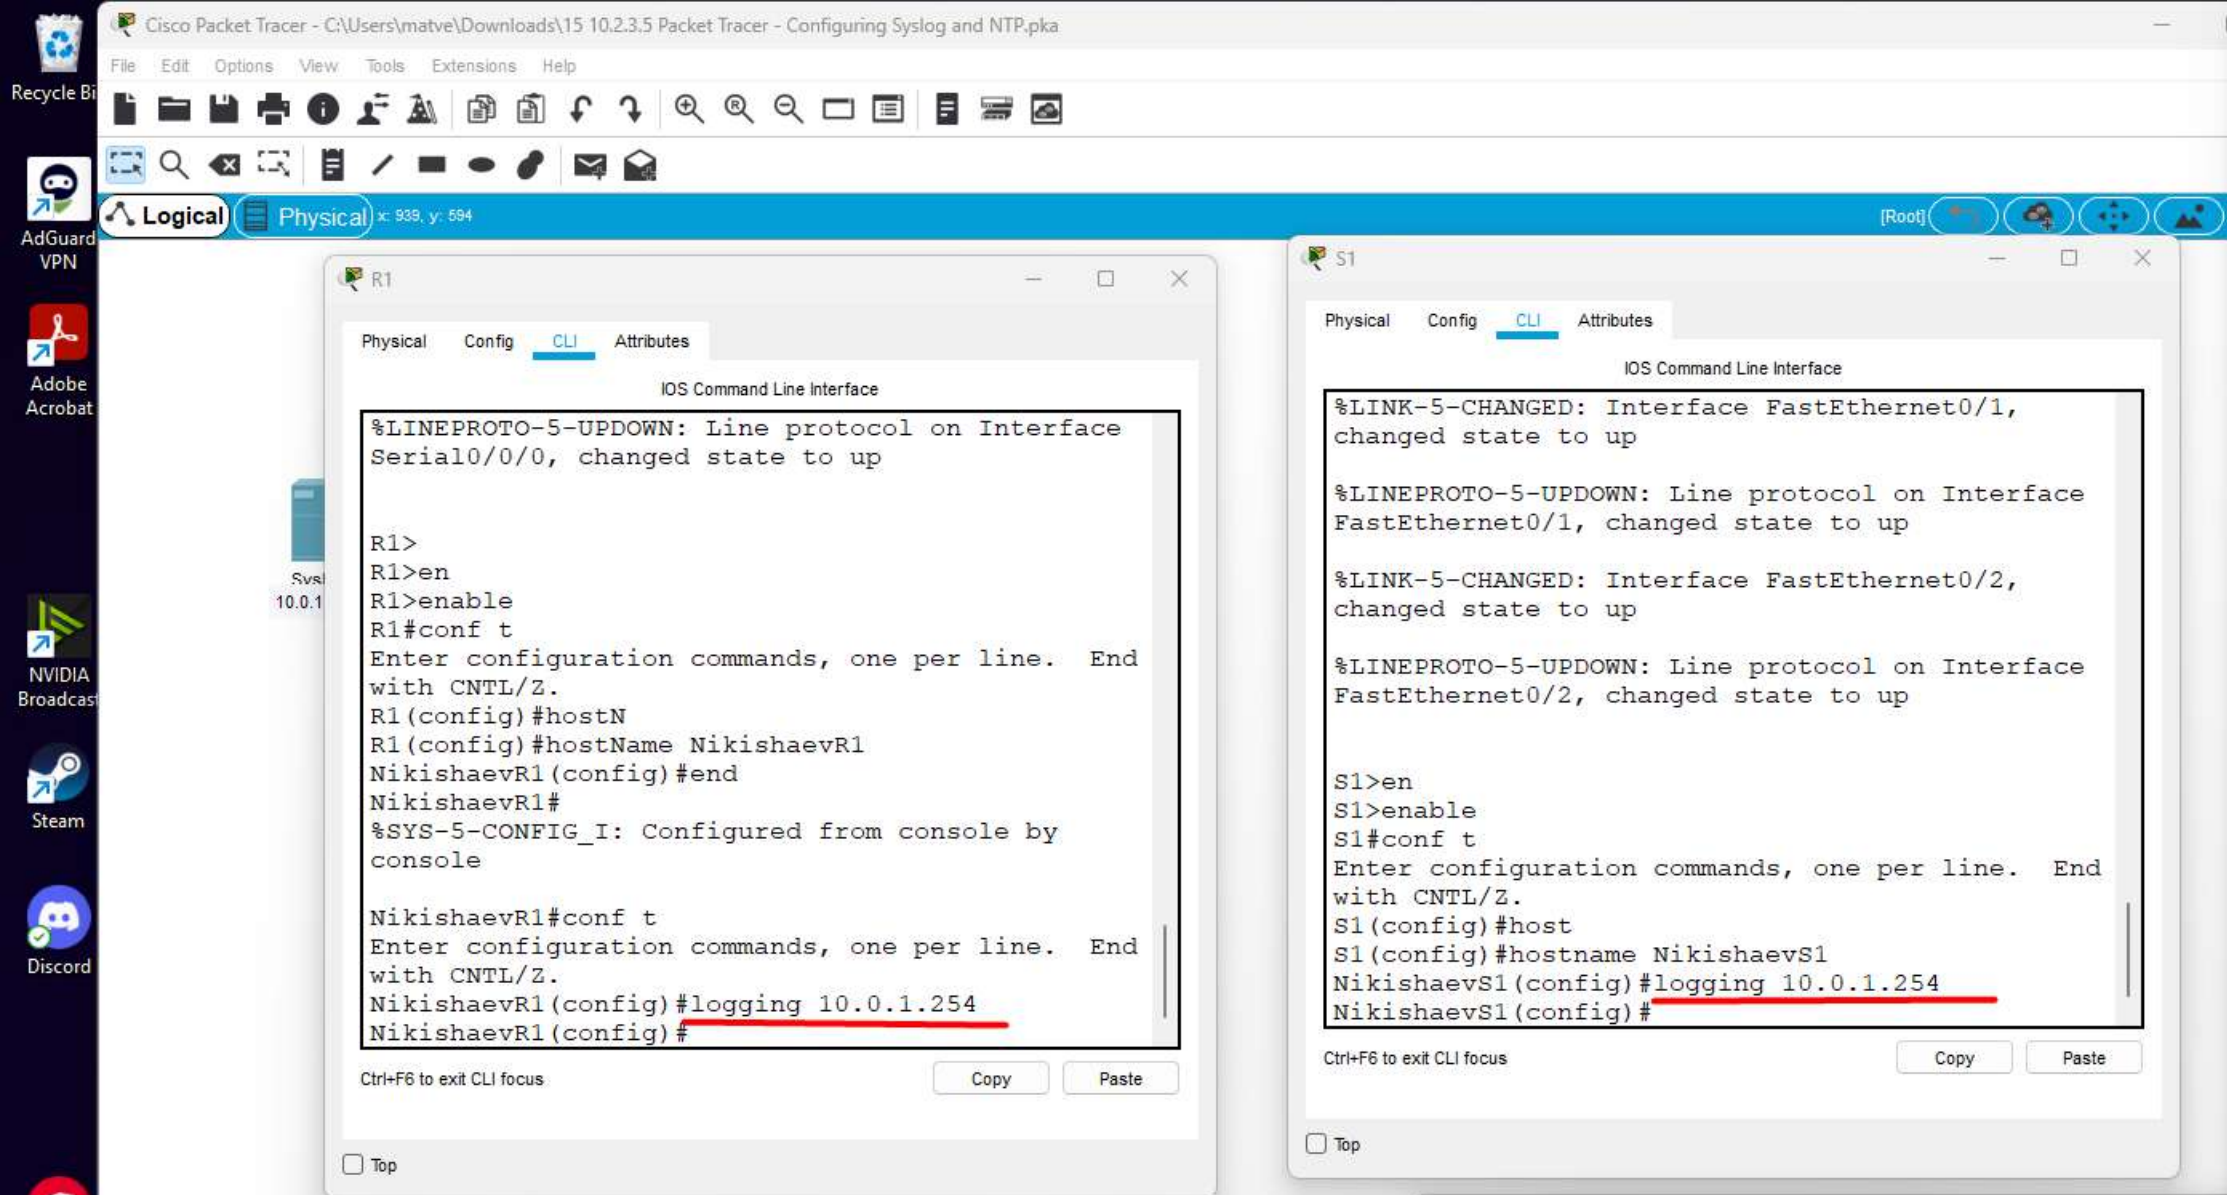 Cisco Packet Tracer - C:\Users\matve\Downloads\15 10.2.3.5 Packet Tracer - Configuring Syslog and NTP.pka
File Edit Options View Tools Extensions Help
Recycle Bi
AdGuard
VPN
Adobe
Acrobat
NVIDIA
Broadcast
Steam
Discord
Logical Physical x: 939, y: 594 [Root]
Sysl
10.0.1
R1
Physical Config CLI Attributes
IOS Command Line Interface
%LINEPROTO-5-UPDOWN: Line protocol on Interface
Serial0/0/0, changed state to up
R1>
R1>en
R1>enable
R1#conf t
Enter configuration commands, one per line. End
with CNTL/Z.
R1(config)#hostN
R1(config)#hostName NikishaevR1
NikishaevR1(config)#end
NikishaevR1#
%SYS-5-CONFIG_I: Configured from console by
console
NikishaevR1#conf t
Enter configuration commands, one per line. End
with CNTL/Z.
NikishaevR1(config)#logging 10.0.1.254
NikishaevR1(config)#
Ctrl+F6 to exit CLI focus
Copy Paste
Top
S1
Physical Config CLI Attributes
IOS Command Line Interface
%LINK-5-CHANGED: Interface FastEthernet0/1,
changed state to up
%LINEPROTO-5-UPDOWN: Line protocol on Interface
FastEthernet0/1, changed state to up
%LINK-5-CHANGED: Interface FastEthernet0/2,
changed state to up
%LINEPROTO-5-UPDOWN: Line protocol on Interface
FastEthernet0/2, changed state to up
S1>en
S1>enable
S1#conf t
Enter configuration commands, one per line. End
with CNTL/Z.
S1(config)#host
S1(config)#hostname NikishaevS1
NikishaevS1(config)#logging 10.0.1.254
NikishaevS1(config)#
Ctrl+F6 to exit CLI focus
Copy Paste
Top